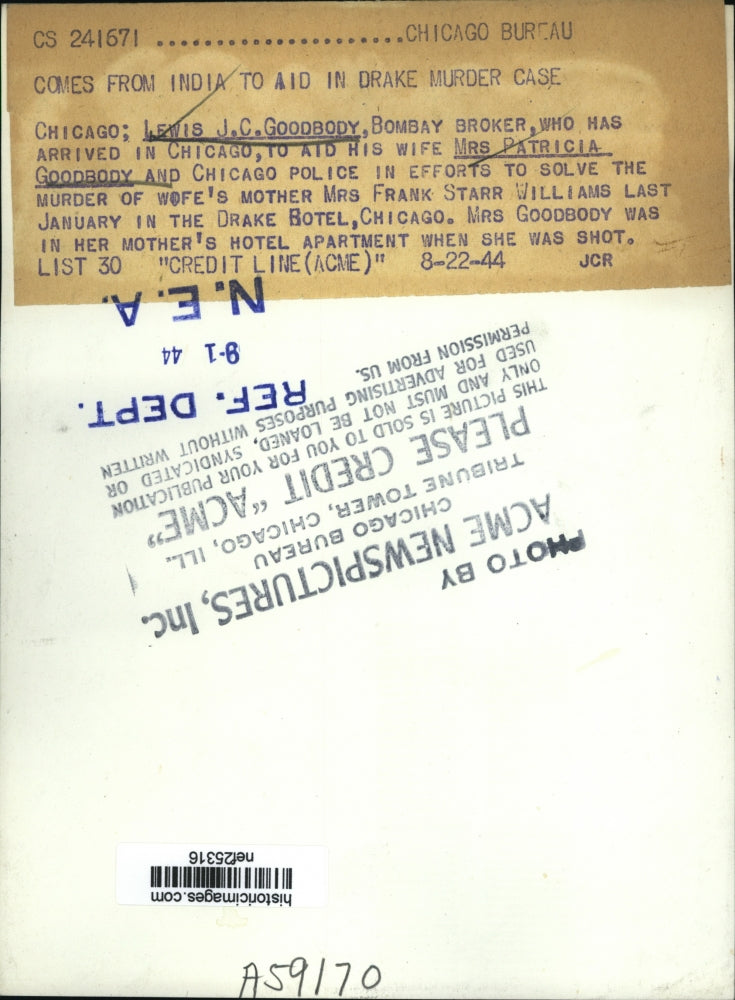 CS 241671 .......................CHICAGO BUREAU
COMES FROM INDIA TO AID IN DRAKE MURDER CASE
CHICAGO; LEWIS J.C.GOODBODY,BOMBAY BROKER,WHO HAS
ARRIVED IN CHICAGO,TO AID HIS WIFE MRS PATRICIA
GOODBODY AND CHICAGO POLICE IN EFFORTS TO SOLVE THE
MURDER OF WOFE'S MOTHER MRS FRANK STARR WILLIAMS LAST
JANUARY IN THE DRAKE BOTEL,CHICAGO. MRS GOODBODY WAS
IN HER MOTHER'S HOTEL APARTMENT WHEN SHE WAS SHOT.
LIST 30 "CREDIT LINE(ACME)" 8-22-44 JCR
N.E.A.
9-1 44
REF. DEPT.
PHOTO BY
ACME NEWSPICTURES, Inc.
CHICAGO BUREAU
TRIBUNE TOWER, CHICAGO, ILL.
PLEASE CREDIT "ACME"
THIS PICTURE IS SOLD TO YOU FOR YOUR PUBLICATION
ONLY AND MUST NOT BE LOANED, SYNDICATED OR
USED FOR ADVERTISING PURPOSES WITHOUT WRITTEN
PERMISSION FROM US.
historicimages.com
nef25316
A59170